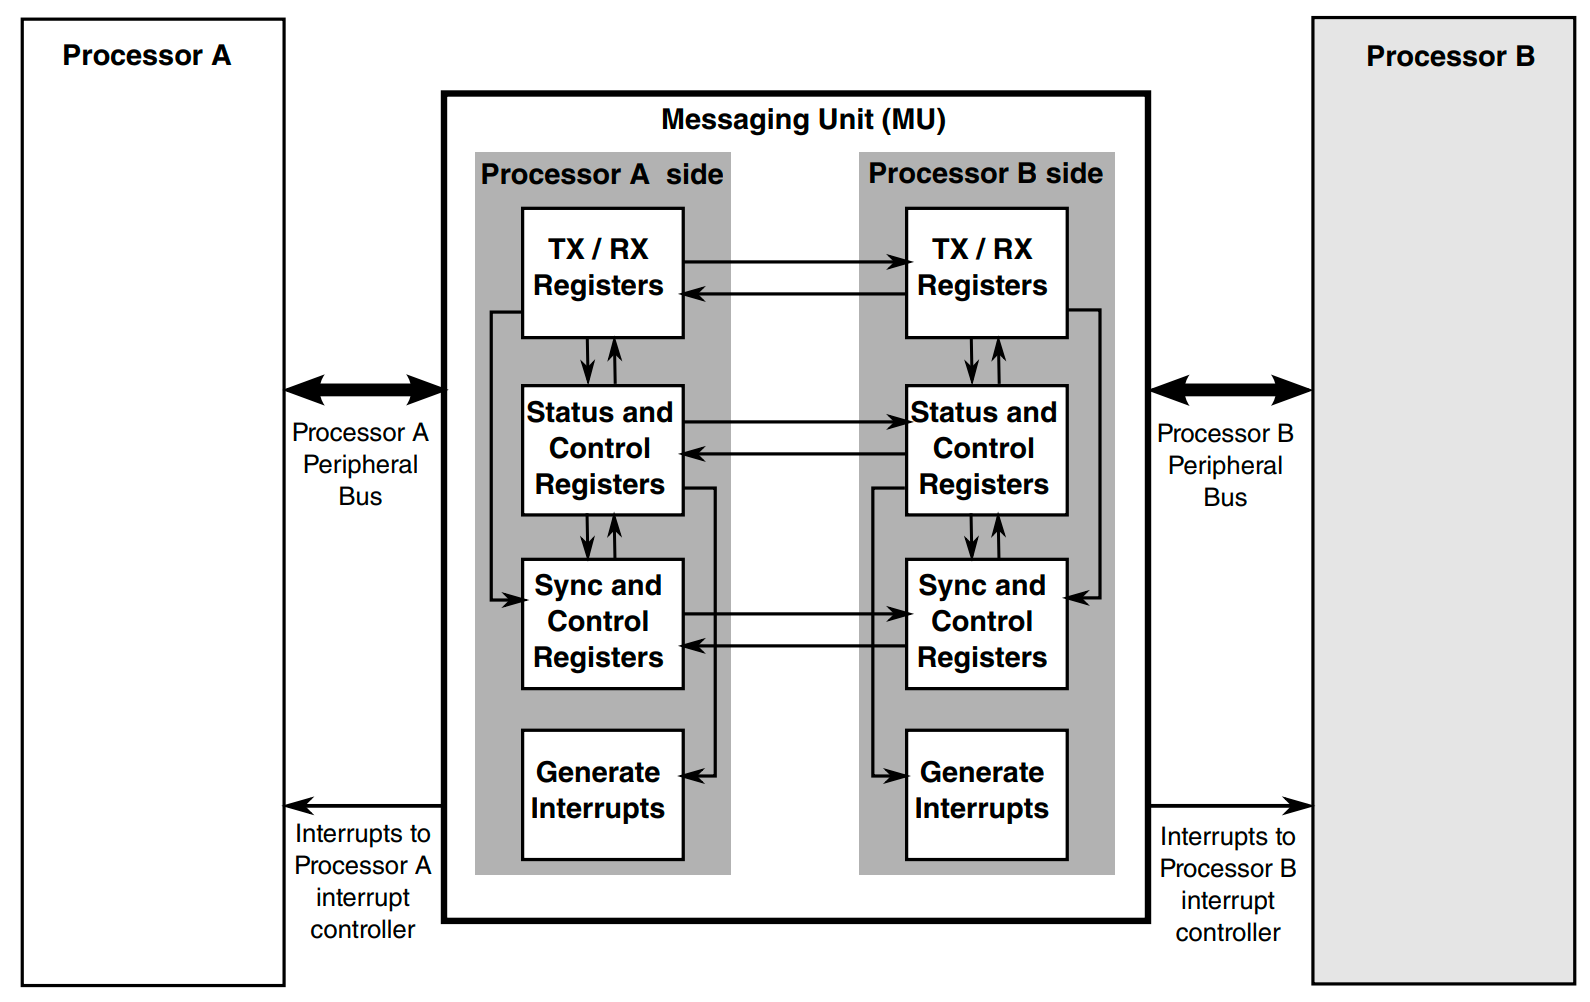 Processor A
Processor B
Messaging Unit (MU)
Processor A side
Processor B side
TX / RX
Registers
TX / RX
Registers
Status and
Control
Registers
Status and
Control
Registers
Processor A
Peripheral
Bus
Processor B
Peripheral
Bus
Sync and
Control
Registers
Sync and
Control
Registers
Generate
Interrupts
Generate
Interrupts
Interrupts to
Processor A
interrupt
controller
Interrupts to
Processor B
interrupt
controller